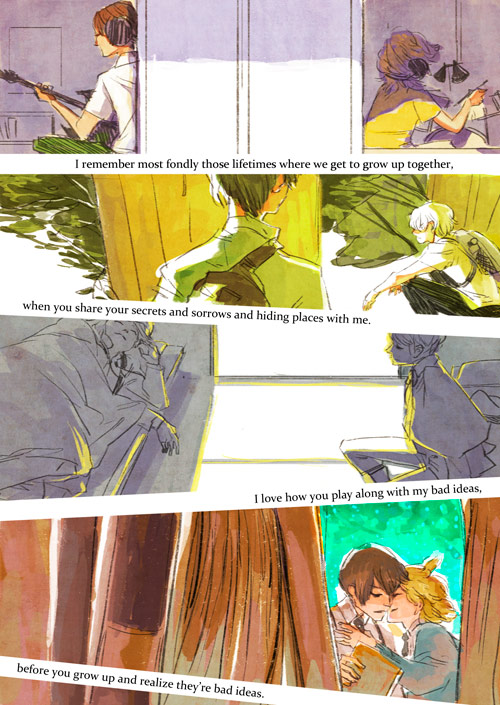 I remember most fondly those lifetimes where we get to grow up together,
when you share your secrets and sorrows and hiding places with me.
I love how you play along with my bad ideas,
before you grow up and realize they're bad ideas.